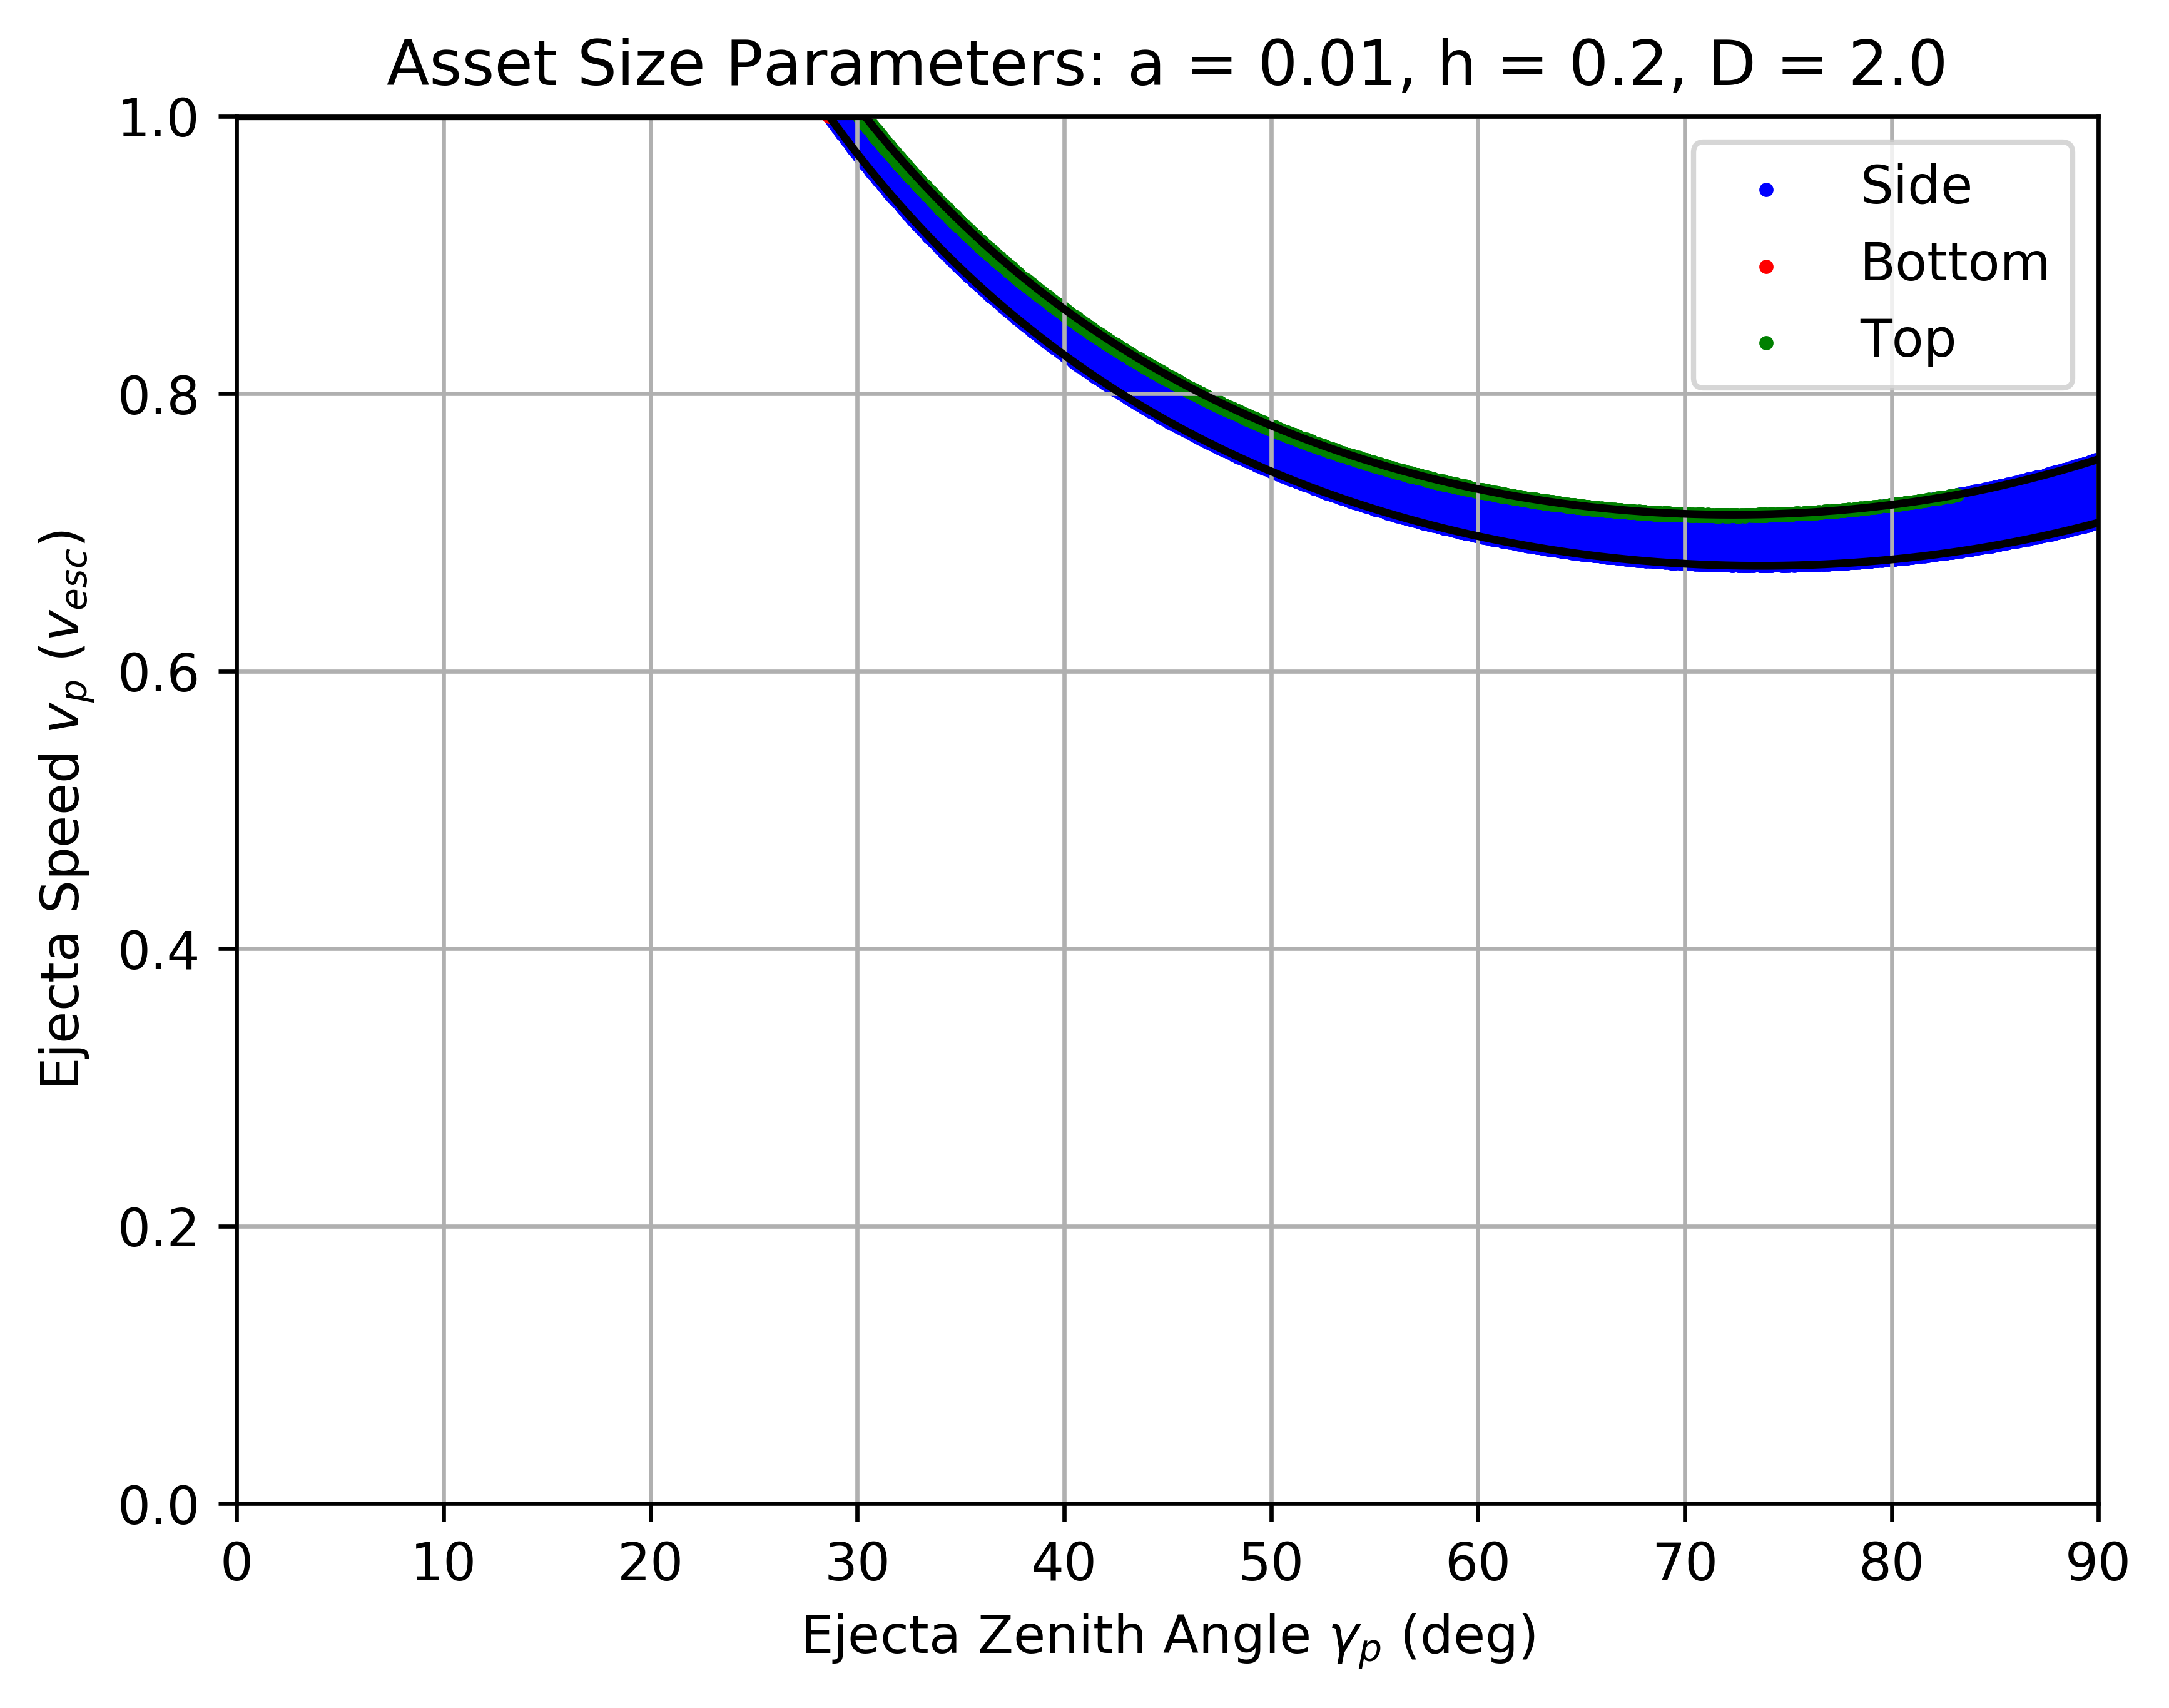 Asset Size Parameters: a = 0.01, h = 0.2, D = 2.0
1.0
0.8
0.6
0.4
0.2
0.0
Ejecta Speed v_p (v_esc)
Side
Bottom
Top
0 10 20 30 40 50 60 70 80 90
Ejecta Zenith Angle γ_p (deg)